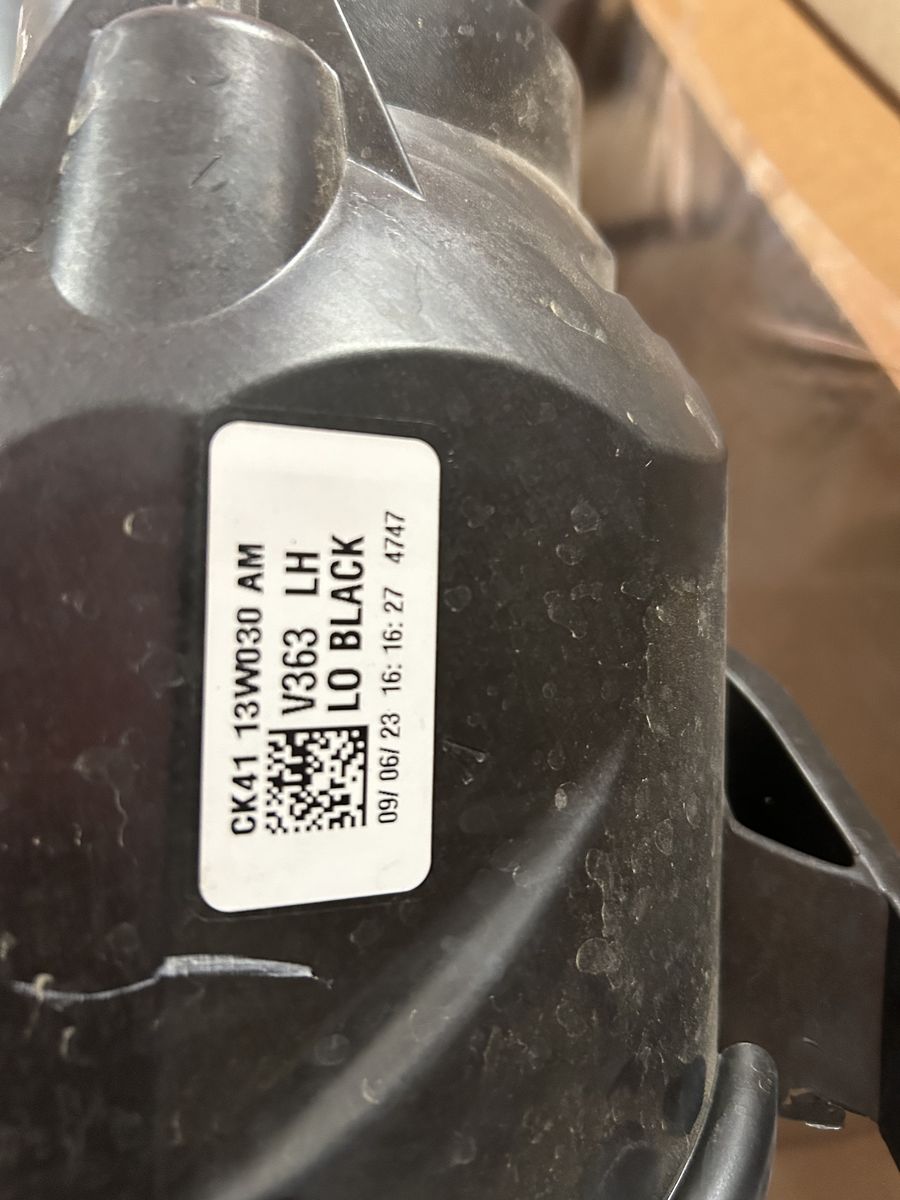 CK41 13W030 AM
V363 LH
LO BLACK
09/ 06/ 23 16: 16: 27 4747